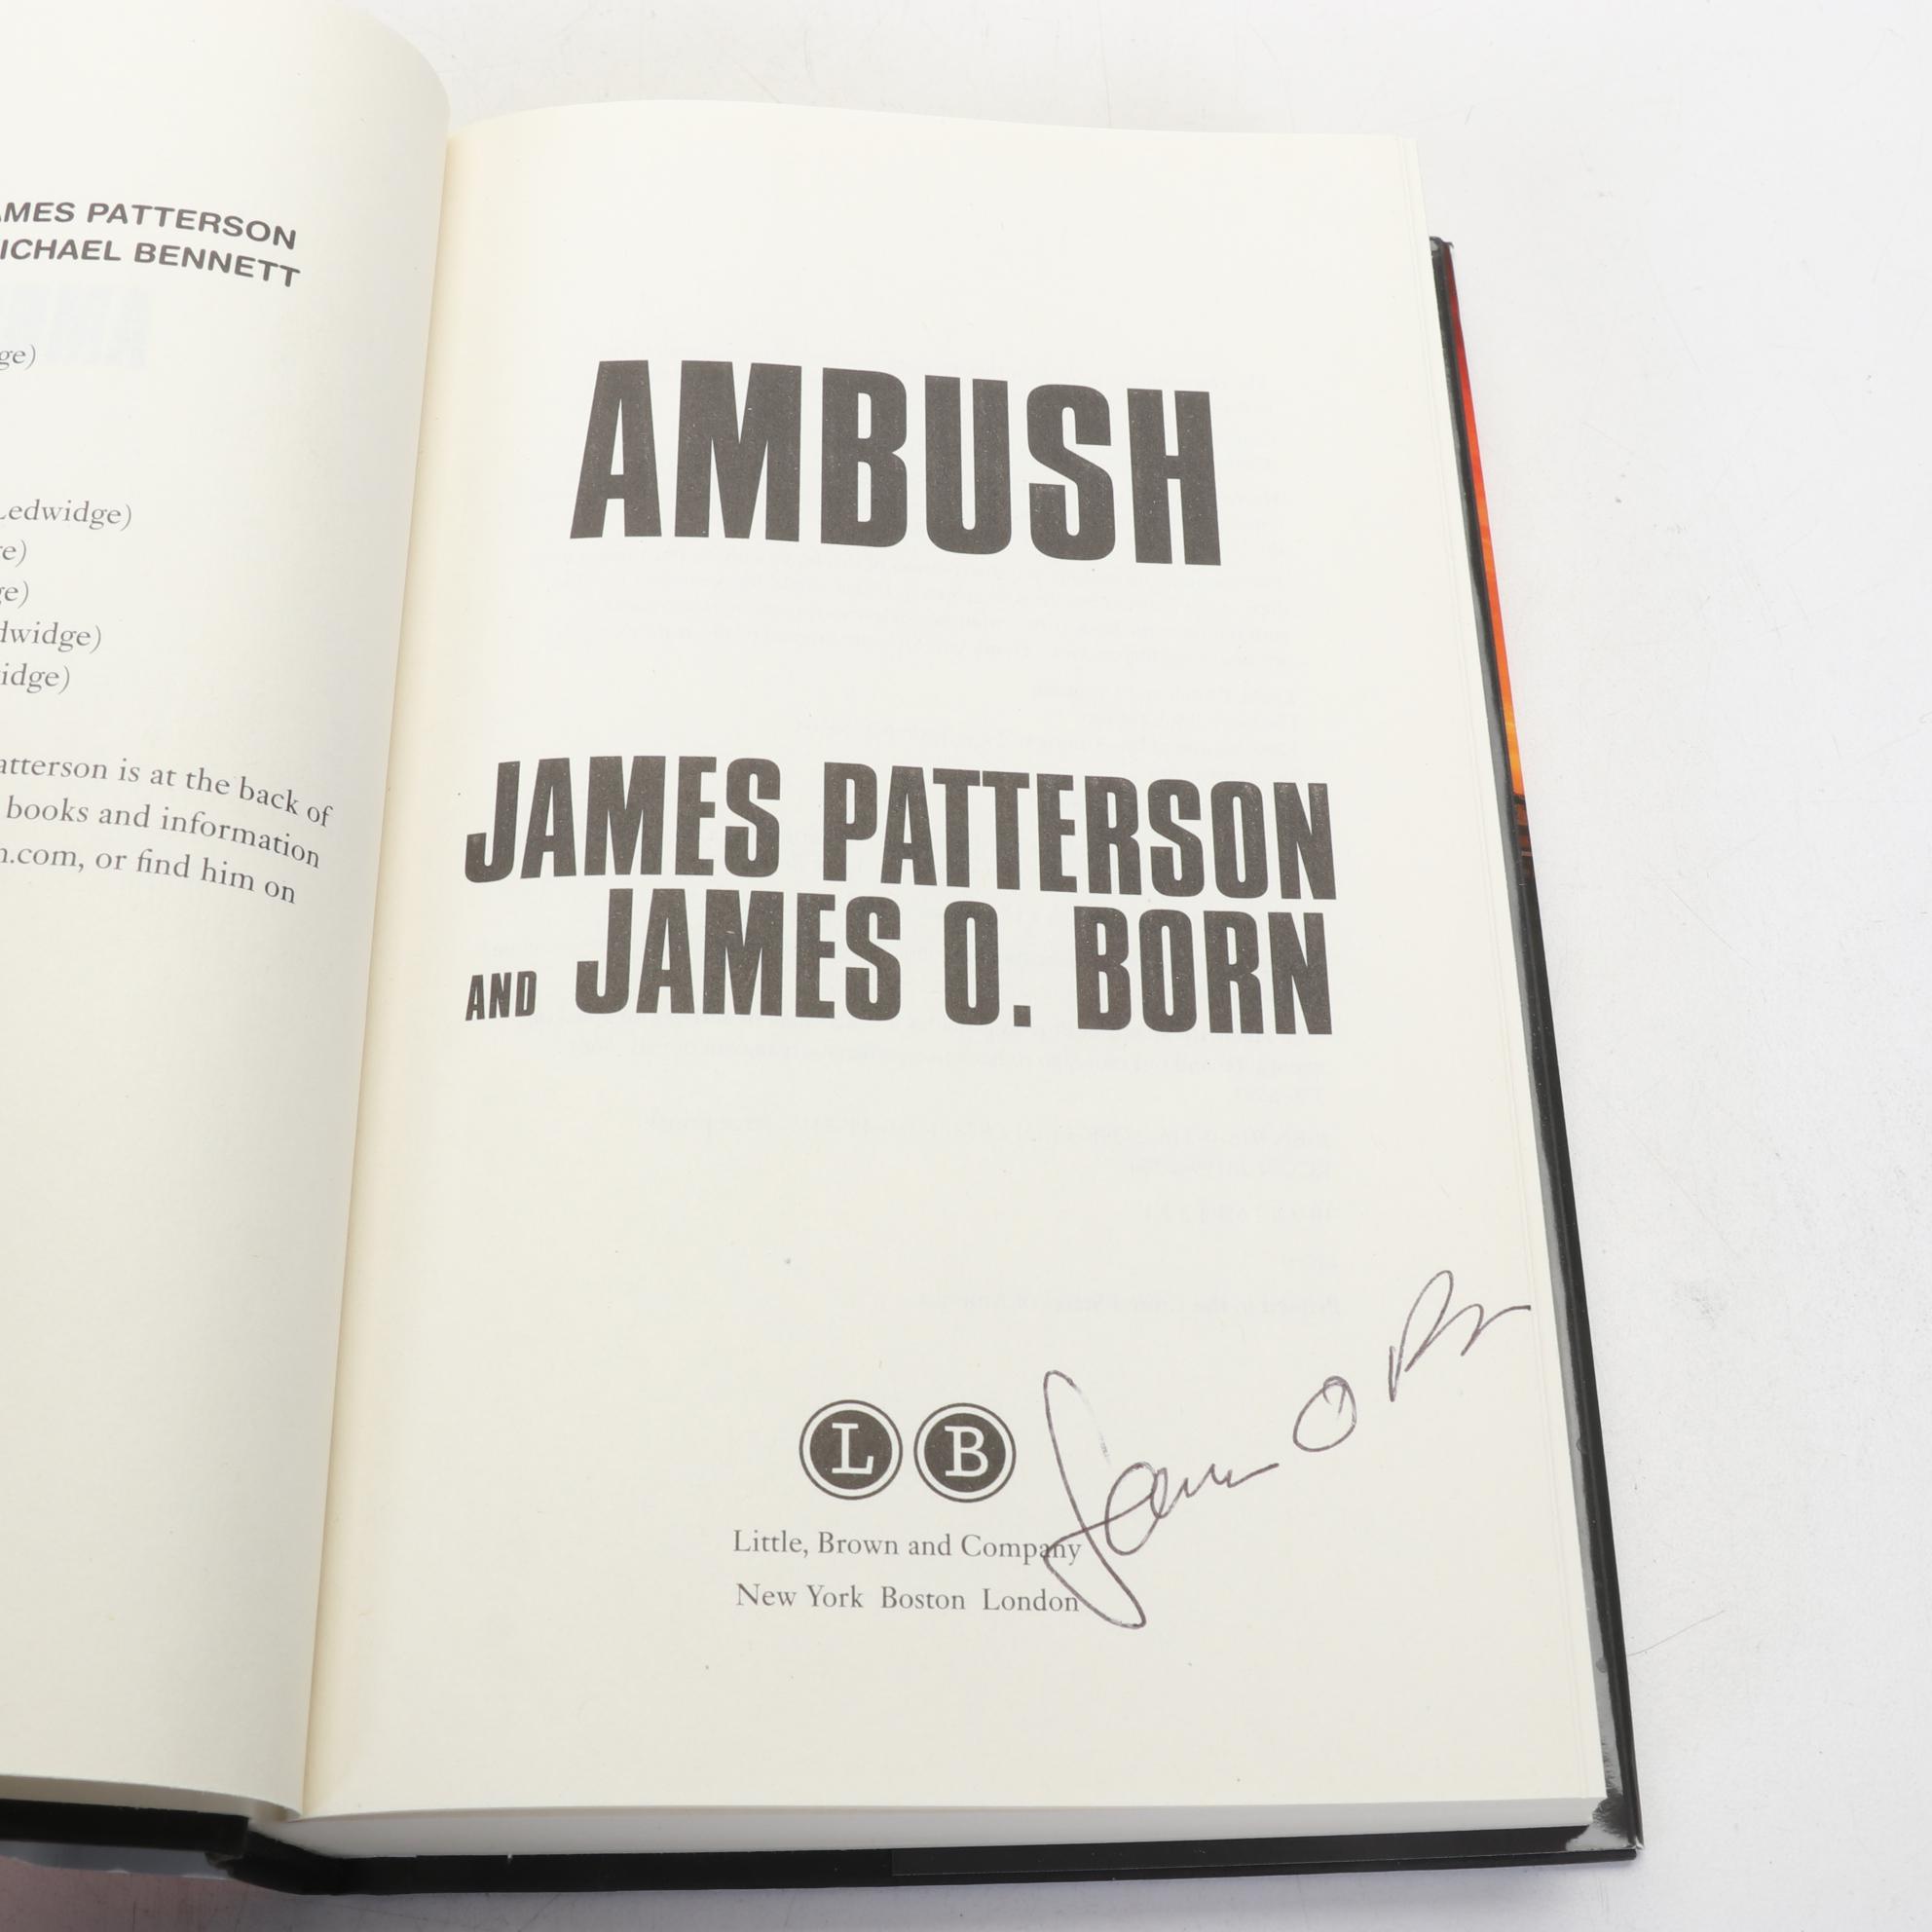 AMES PATTERSON
ICHAEL BENNETT
ge)
Ledwidge)
e)
ge)
dwidge)
idge)
atterson is at the back of
books and information
n.com, or find him on
AMBUSH
JAMES PATTERSON
AND JAMES O. BORN
L B
James O B
Little, Brown and Company
New York Boston London